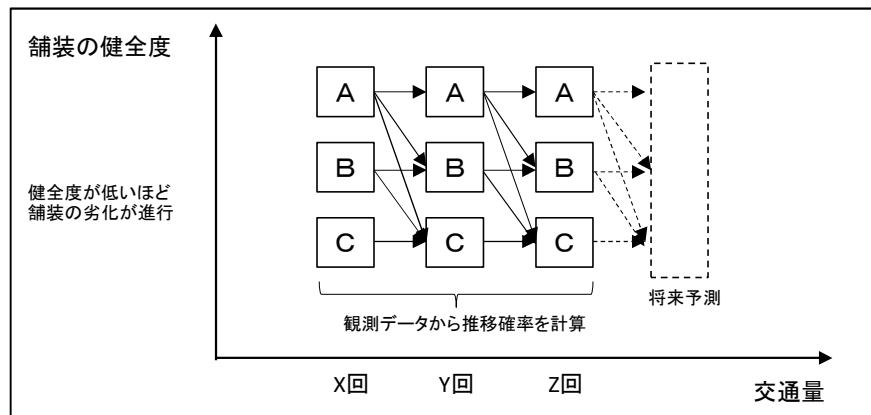 舗装の健全度
A A A
B B B
健全度が低いほど
舗装の劣化が進行
C C C
将来予測
観測データから推移確率を計算
X回 Y回 Z回
交通量